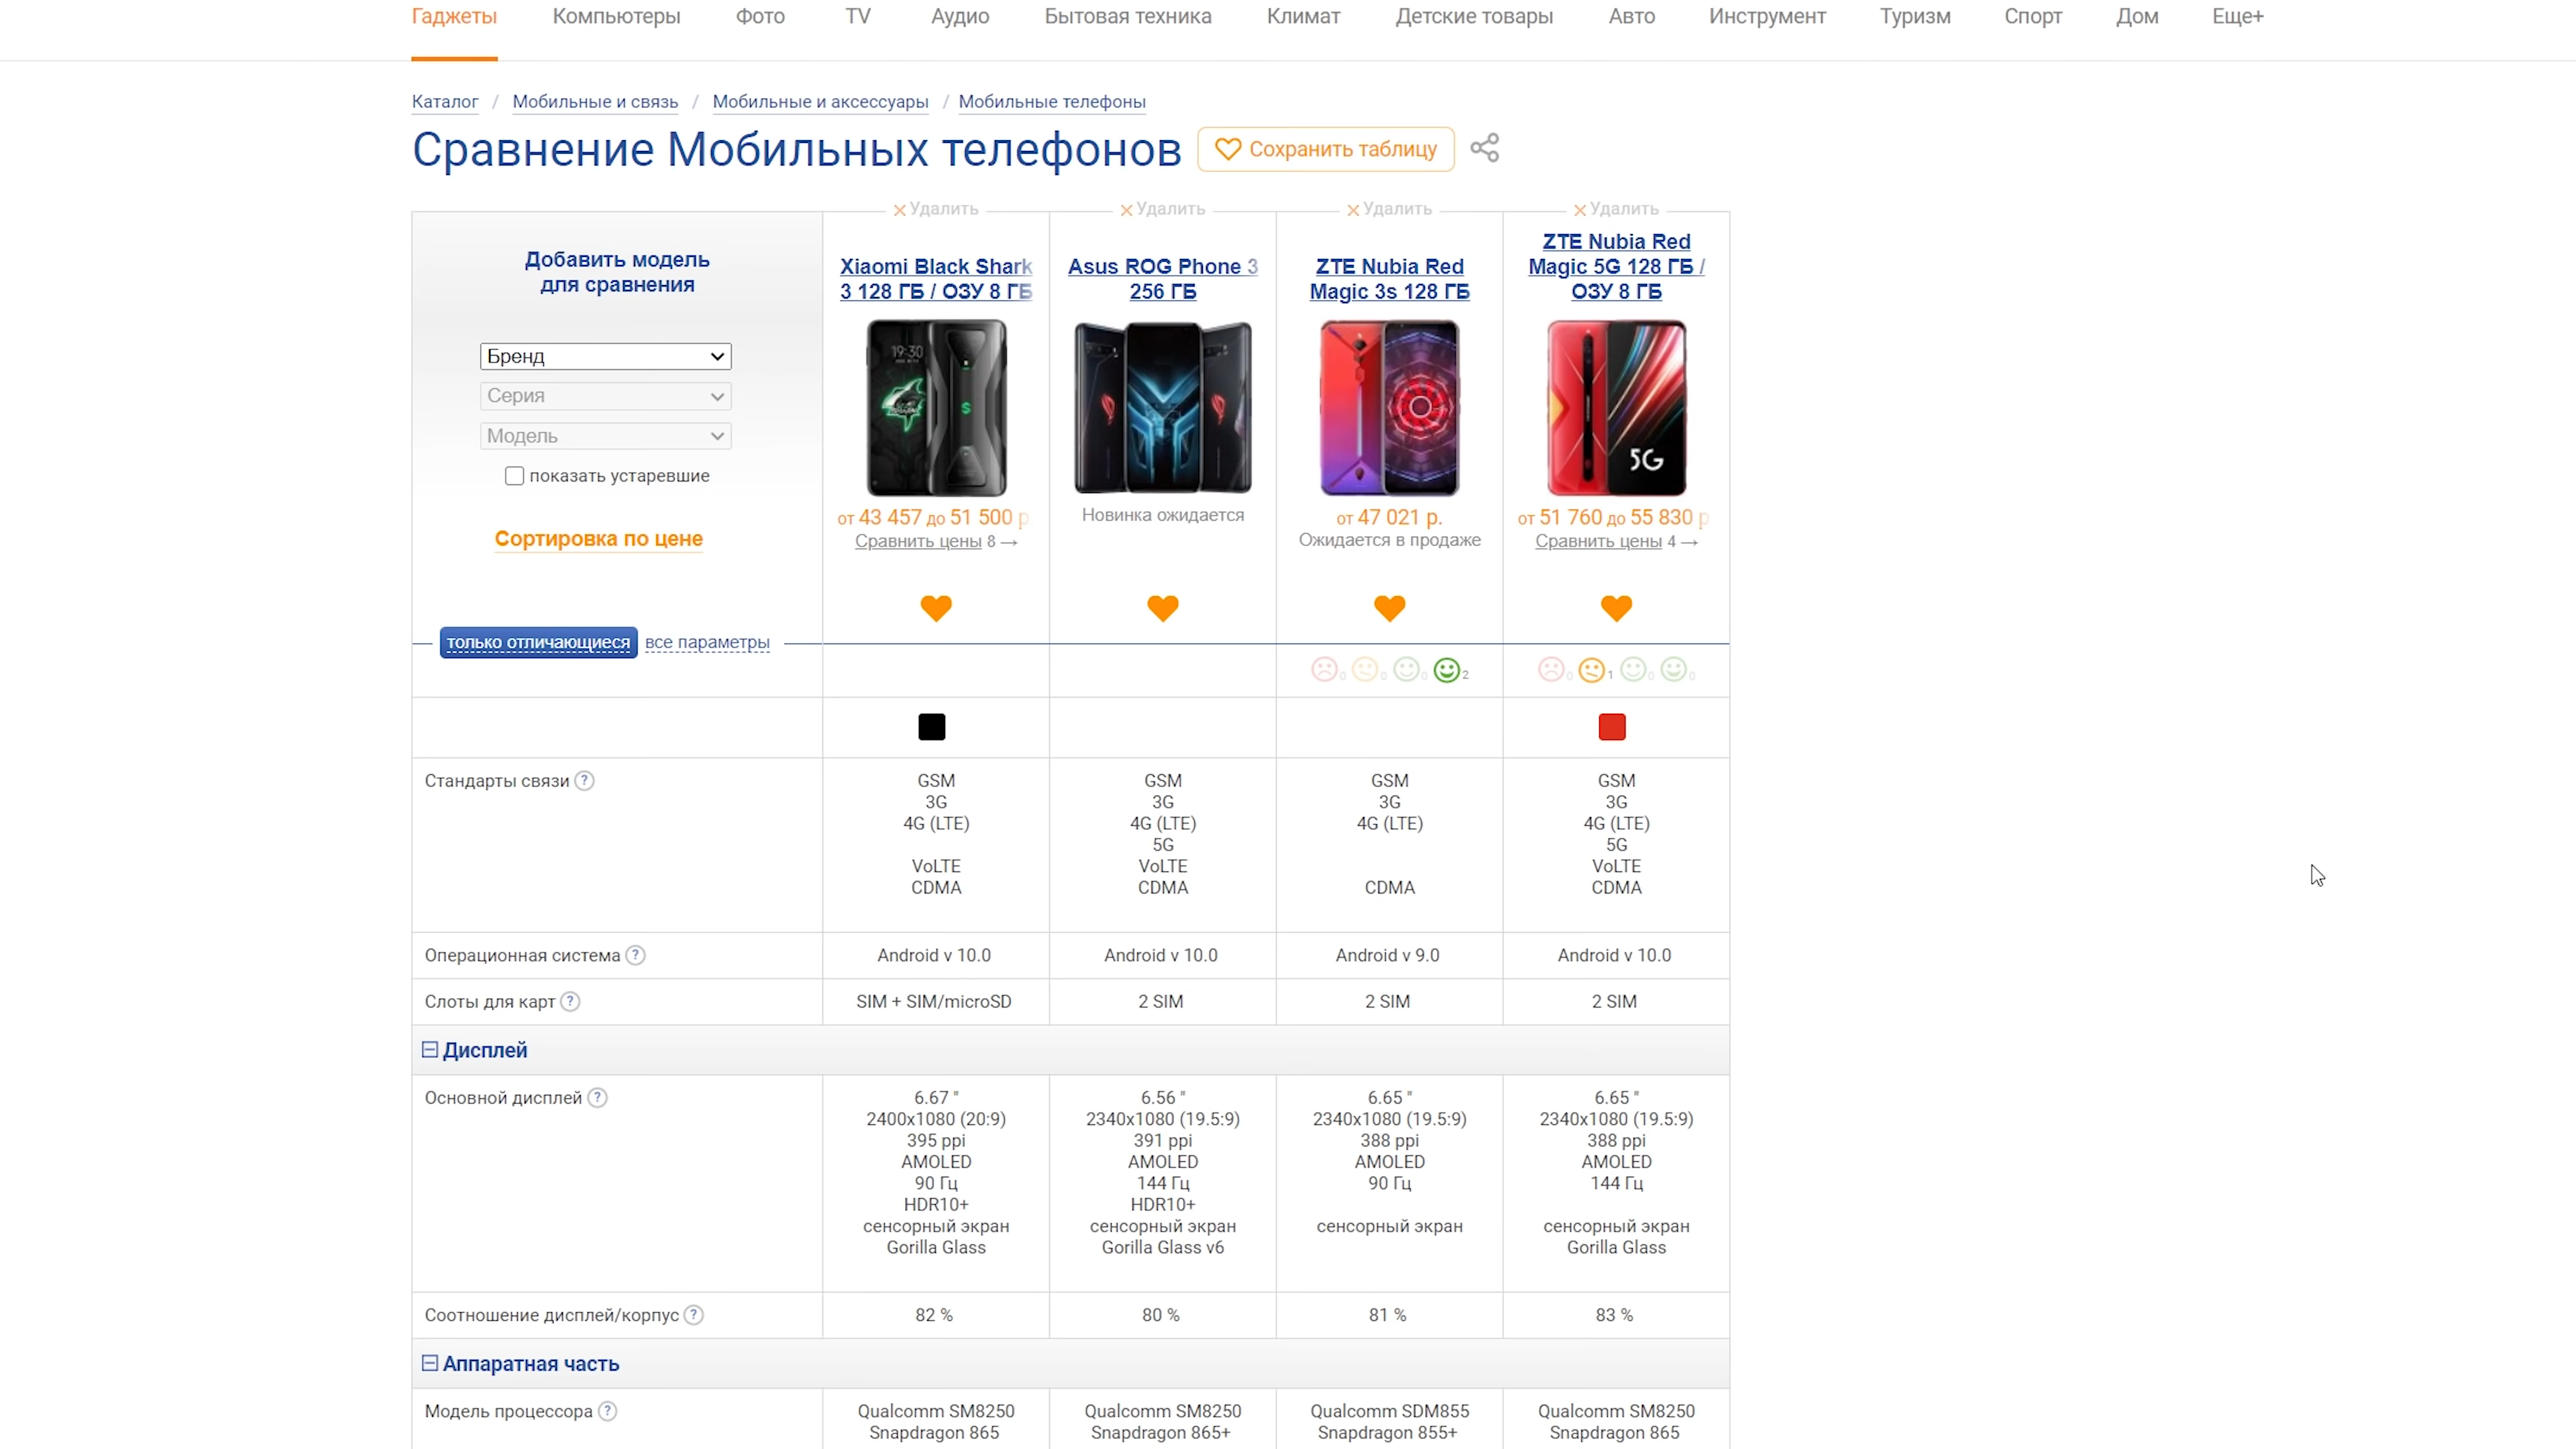 Гаджеты Компьютеры Фото TV Аудио Бытовая техника Климат Детские товары Авто Инструмент Туризм Спорт Дом Еще+
Каталог / Мобильные и связь / Мобильные и аксессуары / Мобильные телефоны
Сравнение Мобильных телефонов Сохранить таблицу
Удалить Удалить Удалить Удалить
Добавить модель
для сравнения
Бренд
Серия
Модель
показать устаревшие
Сортировка по цене
Xiaomi Black Shark
3 128 ГБ / ОЗУ 8 ГБ
19:30
от 43 457 до 51 500 р
Сравнить цены 8 →
Asus ROG Phone 3
256 ГБ
Новинка ожидается
ZTE Nubia Red
Magic 3s 128 ГБ
от 47 021 р.
Ожидается в продаже
ZTE Nubia Red
Magic 5G 128 ГБ /
ОЗУ 8 ГБ
5G
от 51 760 до 55 830 р
Сравнить цены 4 →
только отличающиеся все параметры
0 0 0 2 0 1 0 0
Стандарты связи ?
GSM
3G
4G (LTE)
VoLTE
CDMA
GSM
3G
4G (LTE)
5G
VoLTE
CDMA
GSM
3G
4G (LTE)
CDMA
GSM
3G
4G (LTE)
5G
VoLTE
CDMA
Операционная система ? Android v 10.0 Android v 10.0 Android v 9.0 Android v 10.0
Слоты для карт ? SIM + SIM/microSD 2 SIM 2 SIM 2 SIM
Дисплей
Основной дисплей ?
6.67 "
2400x1080 (20:9)
395 ppi
AMOLED
90 Гц
HDR10+
сенсорный экран
Gorilla Glass
6.56 "
2340x1080 (19.5:9)
391 ppi
AMOLED
144 Гц
HDR10+
сенсорный экран
Gorilla Glass v6
6.65 "
2340x1080 (19.5:9)
388 ppi
AMOLED
90 Гц
сенсорный экран
6.65 "
2340x1080 (19.5:9)
388 ppi
AMOLED
144 Гц
сенсорный экран
Gorilla Glass
Соотношение дисплей/корпус ? 82 % 80 % 81 % 83 %
Аппаратная часть
Модель процессора ?
Qualcomm SM8250
Snapdragon 865
Qualcomm SM8250
Snapdragon 865+
Qualcomm SDM855
Snapdragon 855+
Qualcomm SM8250
Snapdragon 865